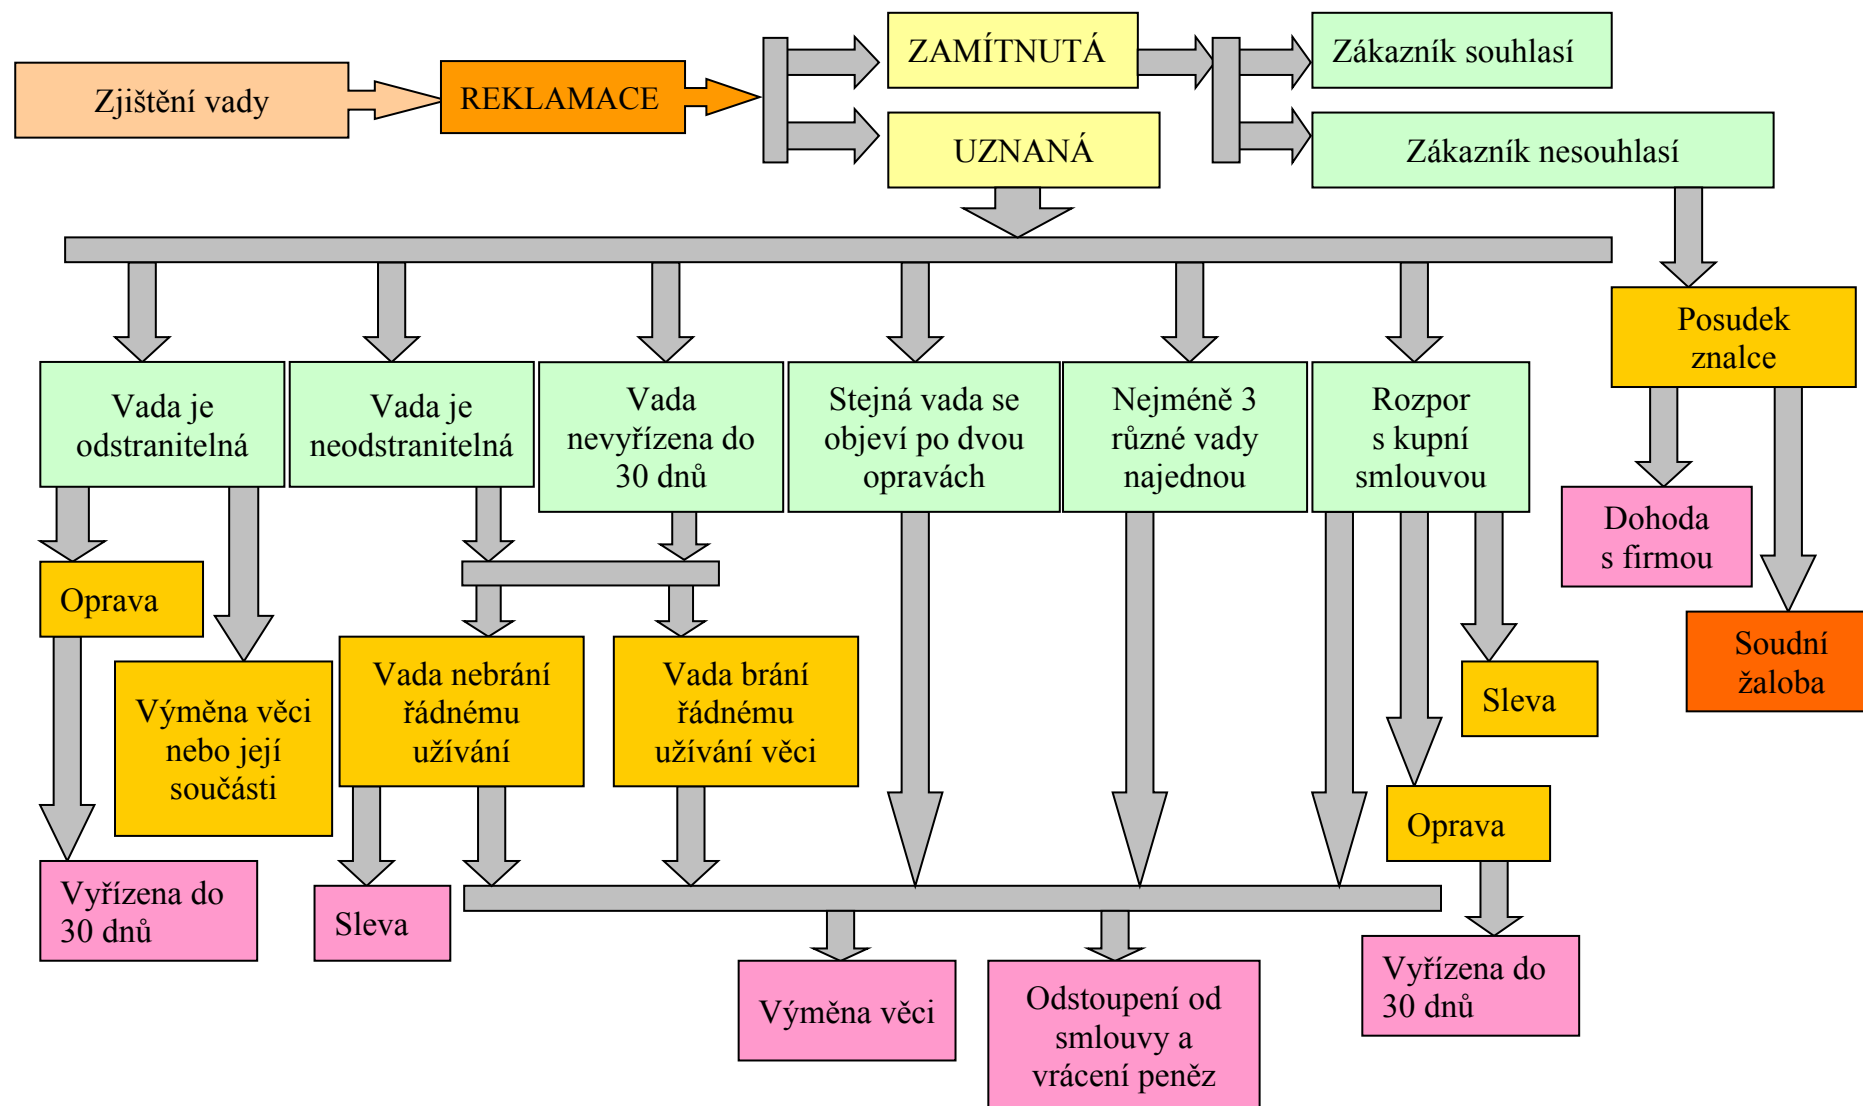 ZAMÍTNUTÁ
Zákazník souhlasí
Zjištění vady
REKLAMACE
UZNANÁ
Zákazník nesouhlasí
Posudek
znalce
Vada je
odstranitelná
Vada je
neodstranitelná
Vada
nevyřízena do
30 dnů
Stejná vada se
objeví po dvou
opravách
Nejméně 3
různé vady
najednou
Rozpor
s kupní
smlouvou
Dohoda
s firmou
Oprava
Soudní
žaloba
Výměna věci
nebo její
součásti
Vada nebrání
řádnému
užívání
Vada brání
řádnému
užívání věci
Sleva
Oprava
Vyřízena do
30 dnů
Sleva
Výměna věci
Odstoupení od
smlouvy a
vrácení peněz
Vyřízena do
30 dnů